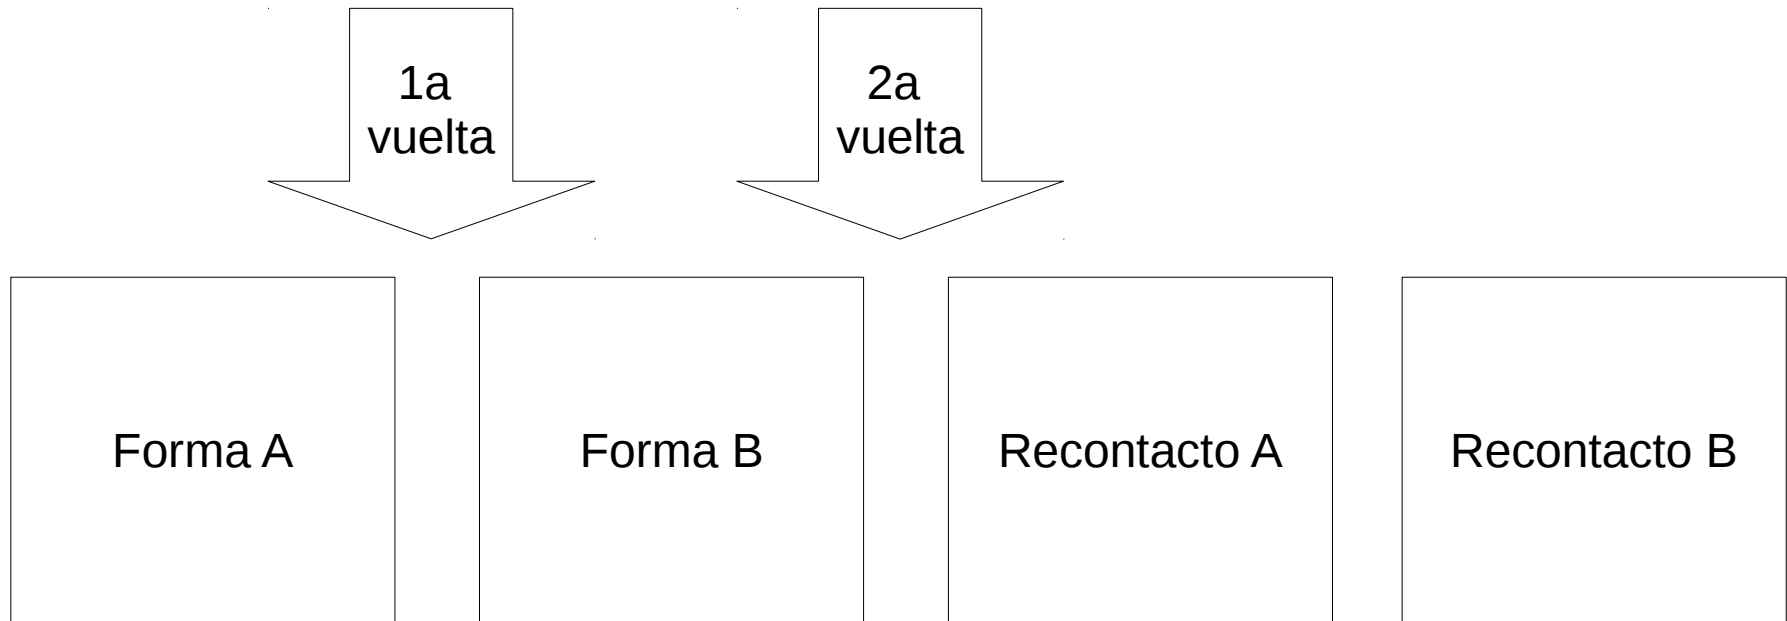 1a
vuelta
2a
vuelta
Forma A
Forma B
Recontacto A
Recontacto B